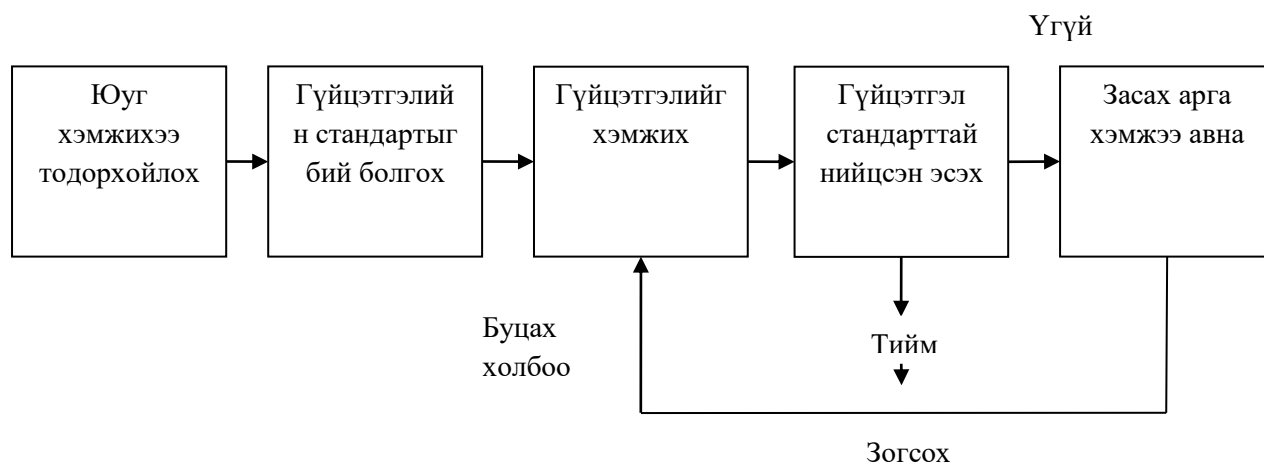 Үгүй
Юуг
хэмжихээ
тодорхойлох
Гүйцэтгэлий
н стандартыг
бий болгох
Гүйцэтгэлийг
хэмжих
Гүйцэтгэл
стандарттай
нийцсэн эсэх
Засах арга
хэмжээ авна
Буцах
холбоо
Тийм
Зогсох